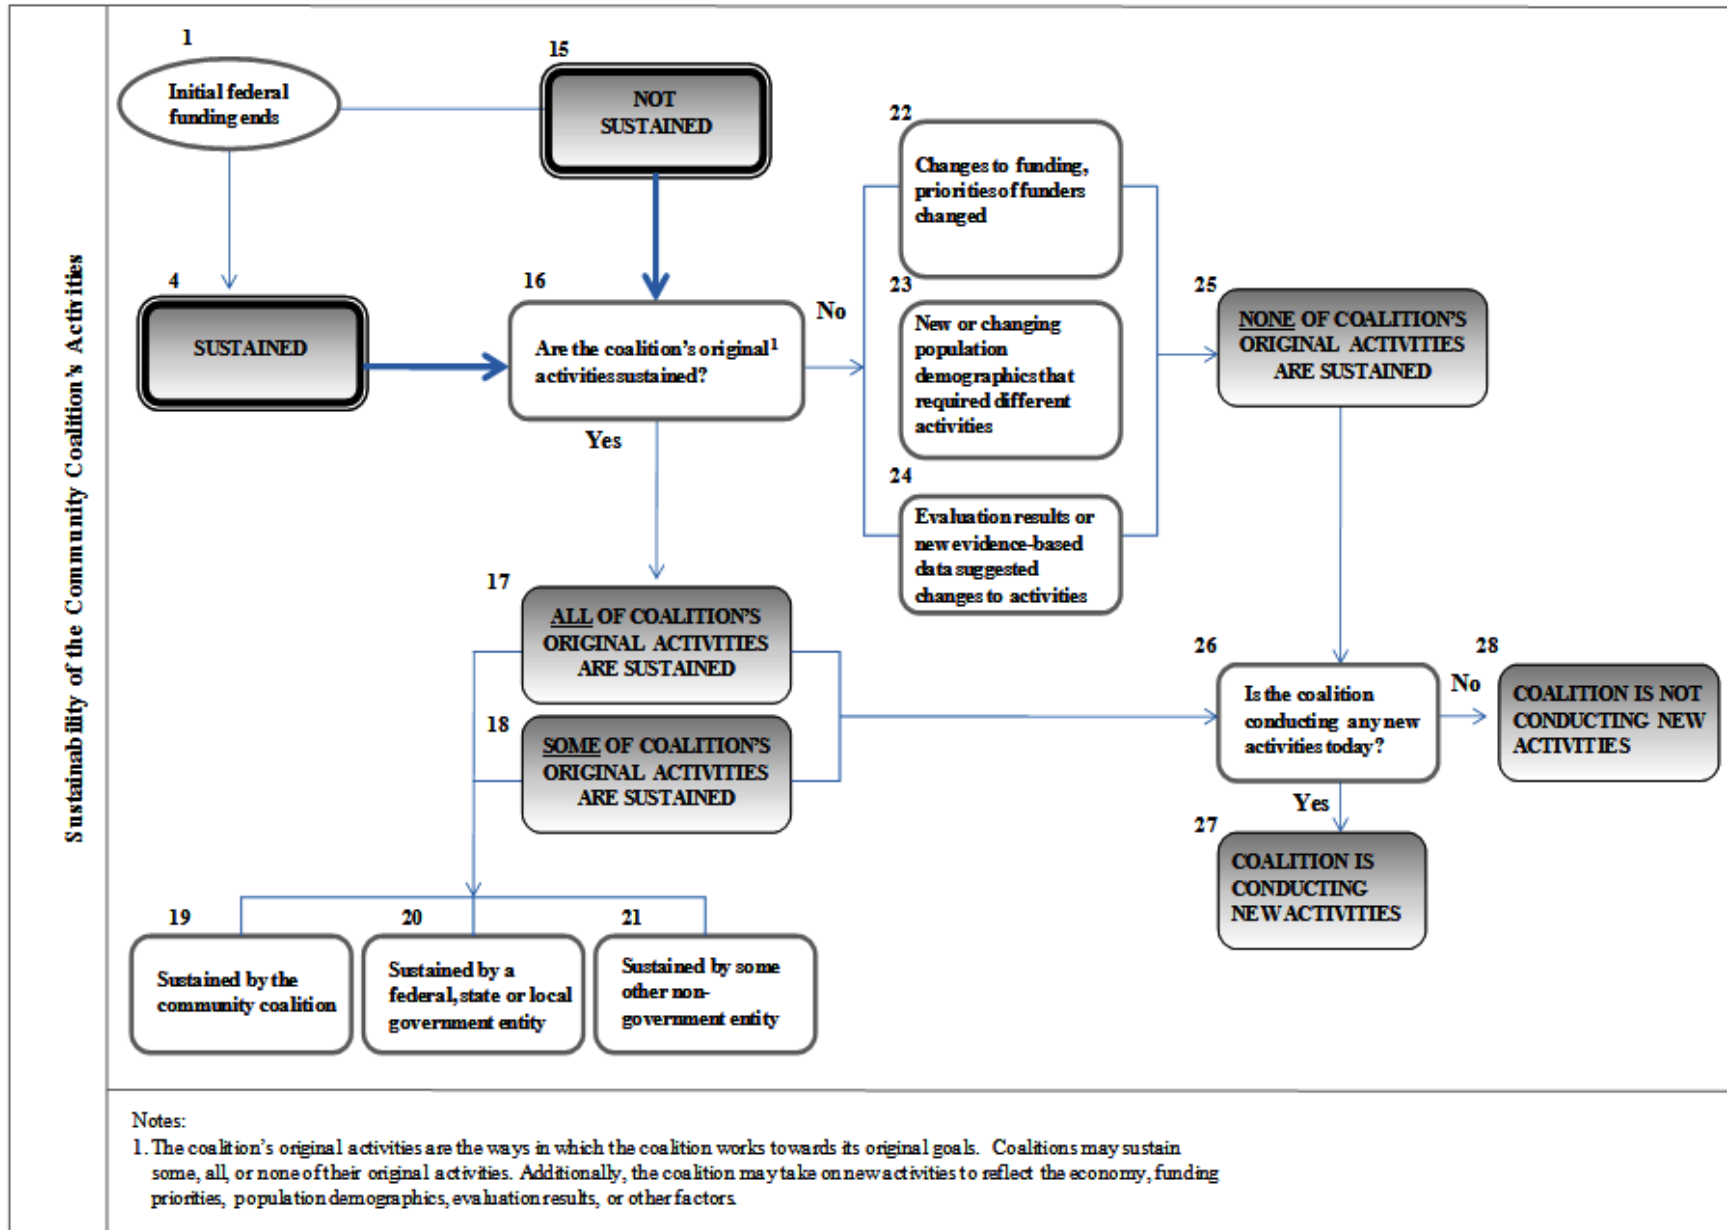 Sustainability of the Community Coalition's Activities
1
Initial federal
funding ends
15
NOT
SUSTAINED
4
SUSTAINED
16
Are the coalition's original1
activities sustained?
No
Yes
22
Changes to funding,
priorities of funders
changed
23
New or changing
population
demographics that
required different
activities
24
Evaluation results or
new evidence-based
data suggested
changes to activities
25
NONE OF COALITION'S
ORIGINAL ACTIVITIES
ARE SUSTAINED
17
ALL OF COALITION'S
ORIGINAL ACTIVITIES
ARE SUSTAINED
18
SOME OF COALITION'S
ORIGINAL ACTIVITIES
ARE SUSTAINED
26
Is the coalition
conducting any new
activities today?
No
28
COALITION IS NOT
CONDUCTING NEW
ACTIVITIES
Yes
27
COALITION IS
CONDUCTING
NEW ACTIVITIES
19
Sustained by the
community coalition
20
Sustained by a
federal, state or local
government entity
21
Sustained by some
other non-
government entity
Notes:
1. The coalition's original activities are the ways in which the coalition works towards its original goals. Coalitions may sustain
some, all, or none of their original activities. Additionally, the coalition may take on new activities to reflect the economy, funding
priorities, population demographics, evaluation results, or other factors.